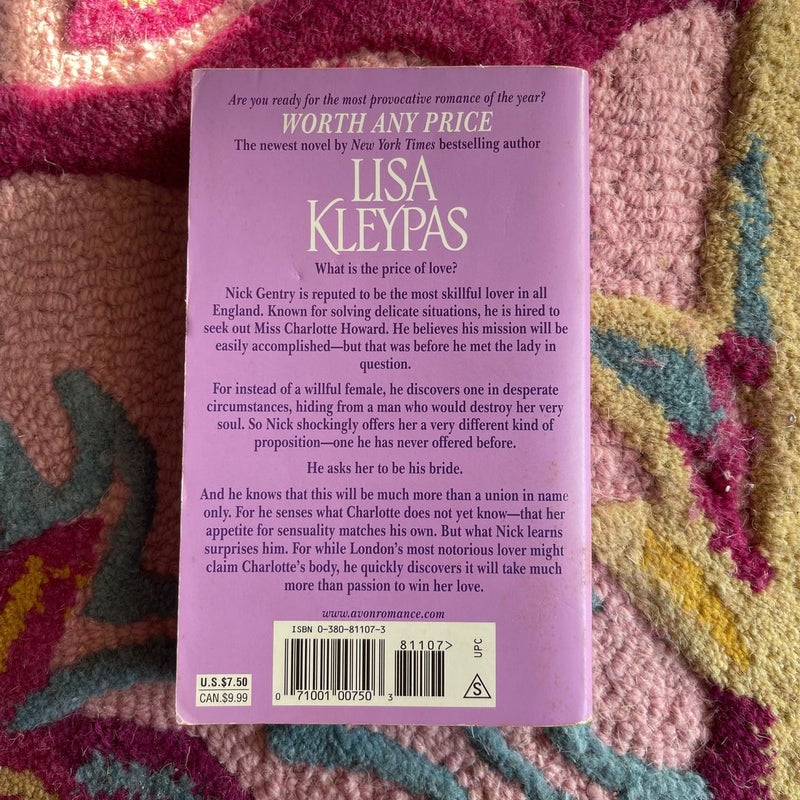 Are you ready for the most provocative romance of the year?
WORTH ANY PRICE
The newest novel by New York Times bestselling author
LISA
KLEYPAS
What is the price of love?
Nick Gentry is reputed to be the most skillful lover in all
England. Known for solving delicate situations, he is hired to
seek out Miss Charlotte Howard. He believes his mission will be
easily accomplished—but that was before he met the lady in
question.
For instead of a willful female, he discovers one in desperate
circumstances, hiding from a man who would destroy her very
soul. So Nick shockingly offers her a very different kind of
proposition—one he has never offered before.
He asks her to be his bride.
And he knows that this will be much more than a union in name
only. For he senses what Charlotte does not yet know—that her
appetite for sensuality matches his own. But what Nick learns
surprises him. For while London's most notorious lover might
claim Charlotte's body, he quickly discovers it will take much
more than passion to win her love.
www.avonromance.com
ISBN 0-380-81107-3
81107>
UPC
U.S.$7.50
CAN.$9.99
0 71001 00750 3
S